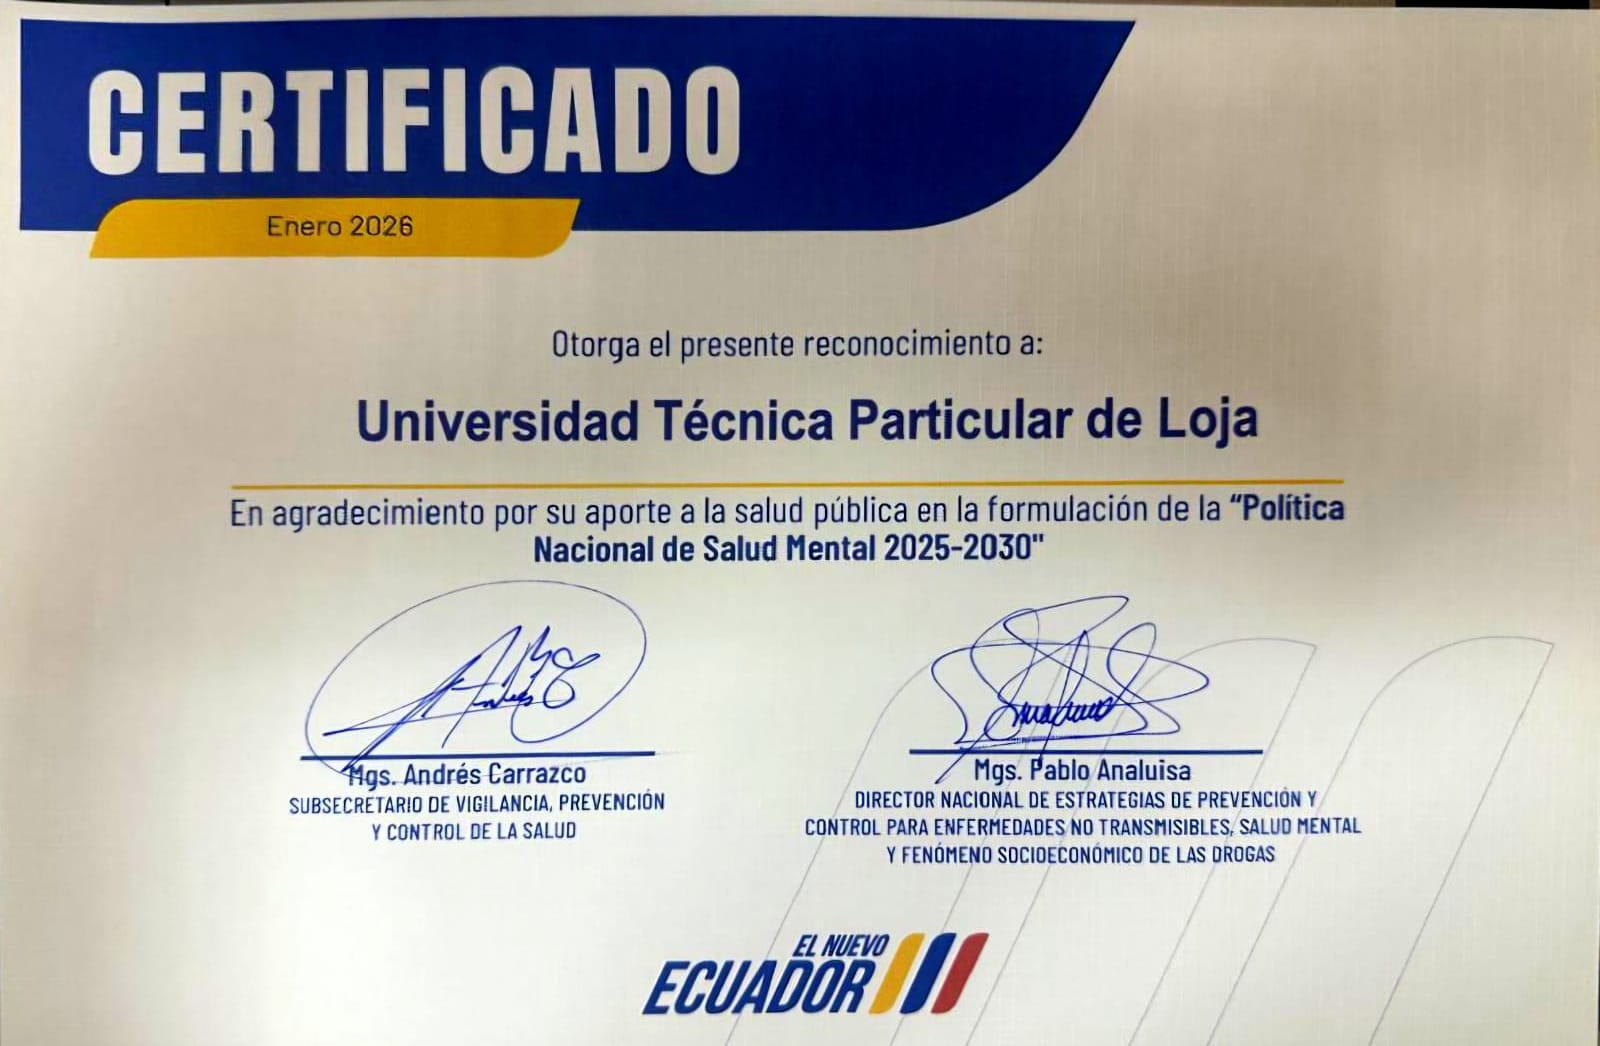 CERTIFICADO
Enero 2026
Otorga el presente reconocimiento a:
Universidad Técnica Particular de Loja
En agradecimiento por su aporte a la salud pública en la formulación de la “Política
Nacional de Salud Mental 2025-2030"
Mgs. Andrés Carrazco
SUBSECRETARIO DE VIGILANCIA, PREVENCIÓN
Y CONTROL DE LA SALUD
Mgs. Pablo Analuisa
DIRECTOR NACIONAL DE ESTRATEGIAS DE PREVENCIÓN Y
CONTROL PARA ENFERMEDADES NO TRANSMISIBLES, SALUD MENTAL
Y FENÓMENO SOCIOECONÓMICO DE LAS DROGAS
EL NUEVO
ECUADOR